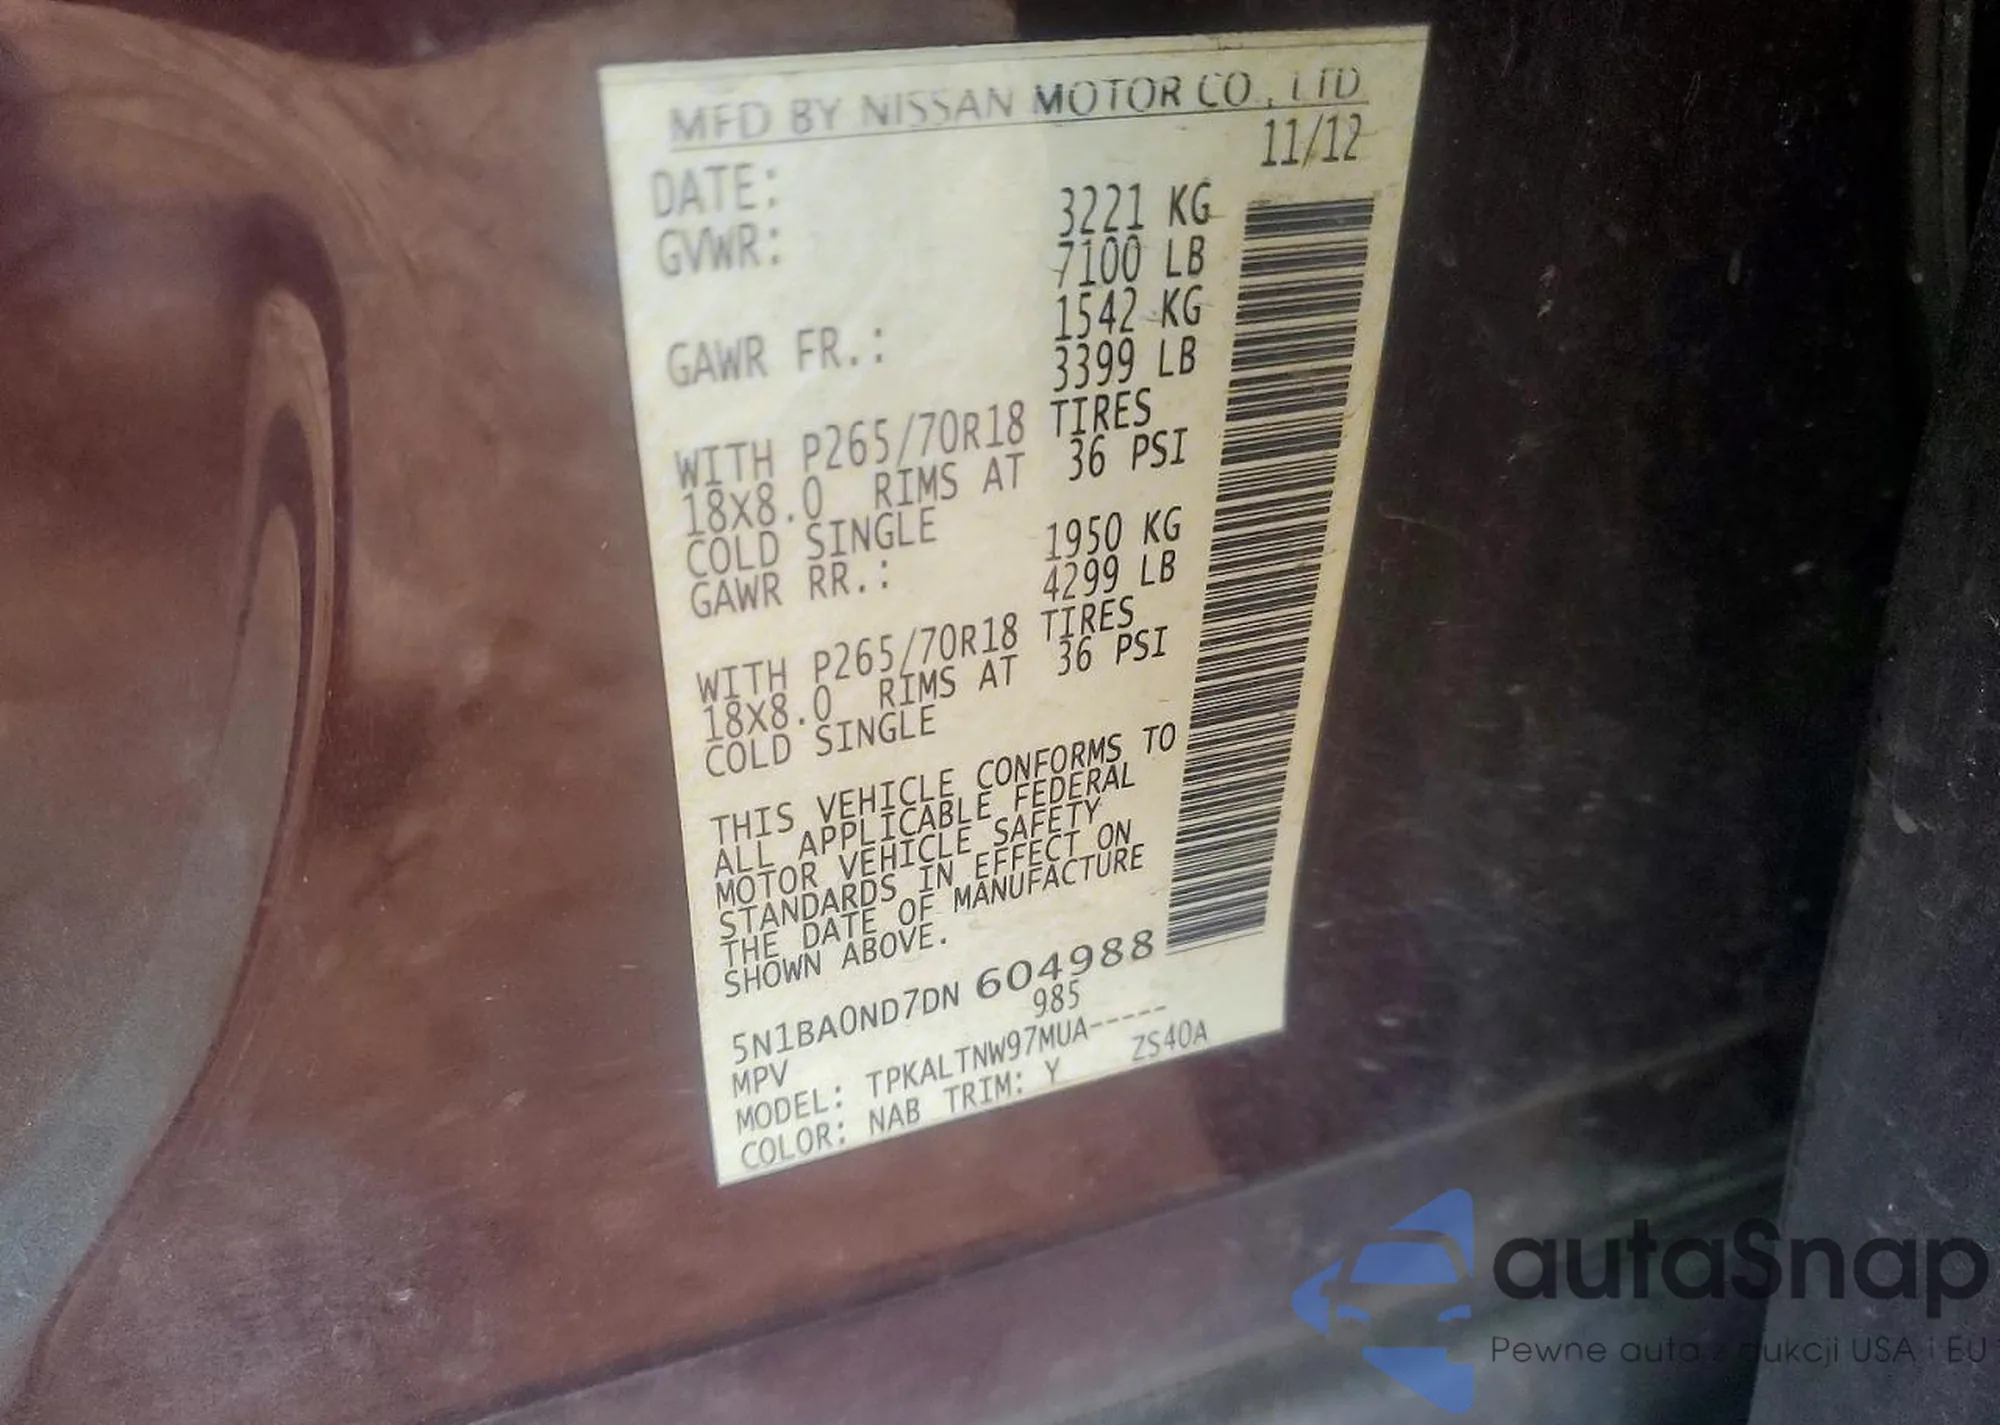 MFD BY NISSAN MOTOR CO., LTD
DATE: 11/12
GVWR: 3221 KG
7100 LB
GAWR FR.: 1542 KG
3399 LB
WITH P265/70R18 TIRES
18X8.0 RIMS AT 36 PSI
COLD SINGLE
GAWR RR.: 1950 KG
4299 LB
WITH P265/70R18 TIRES
18X8.0 RIMS AT 36 PSI
COLD SINGLE
THIS VEHICLE CONFORMS TO
ALL APPLICABLE FEDERAL
MOTOR VEHICLE SAFETY
STANDARDS IN EFFECT ON
THE DATE OF MANUFACTURE
SHOWN ABOVE.
5N1BA0ND7DN 604988
MPV 985
MODEL: TPKALTNW97MUA-----
COLOR: NAB TRIM: Y ZS40A
autaSnap
Pewne auta z aukcji USA i EU